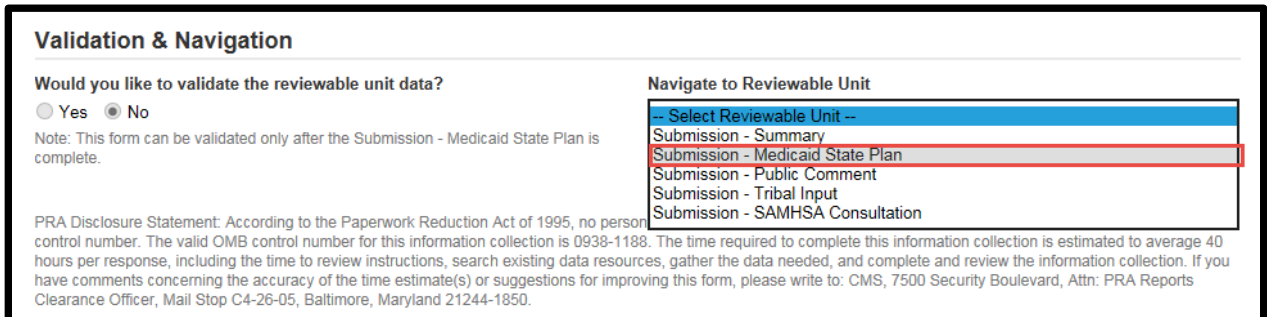 Validation & Navigation
Would you like to validate the reviewable unit data?
Yes No
Note: This form can be validated only after the Submission - Medicaid State Plan is
complete.
Navigate to Reviewable Unit
-- Select Reviewable Unit --
Submission - Summary
Submission - Medicaid State Plan
Submission - Public Comment
Submission - Tribal Input
Submission - SAMHSA Consultation
PRA Disclosure Statement: According to the Paperwork Reduction Act of 1995, no person
control number. The valid OMB control number for this information collection is 0938-1188. The time required to complete this information collection is estimated to average 40
hours per response, including the time to review instructions, search existing data resources, gather the data needed, and complete and review the information collection. If you
have comments concerning the accuracy of the time estimate(s) or suggestions for improving this form, please write to: CMS, 7500 Security Boulevard, Attn: PRA Reports
Clearance Officer, Mail Stop C4-26-05, Baltimore, Maryland 21244-1850.